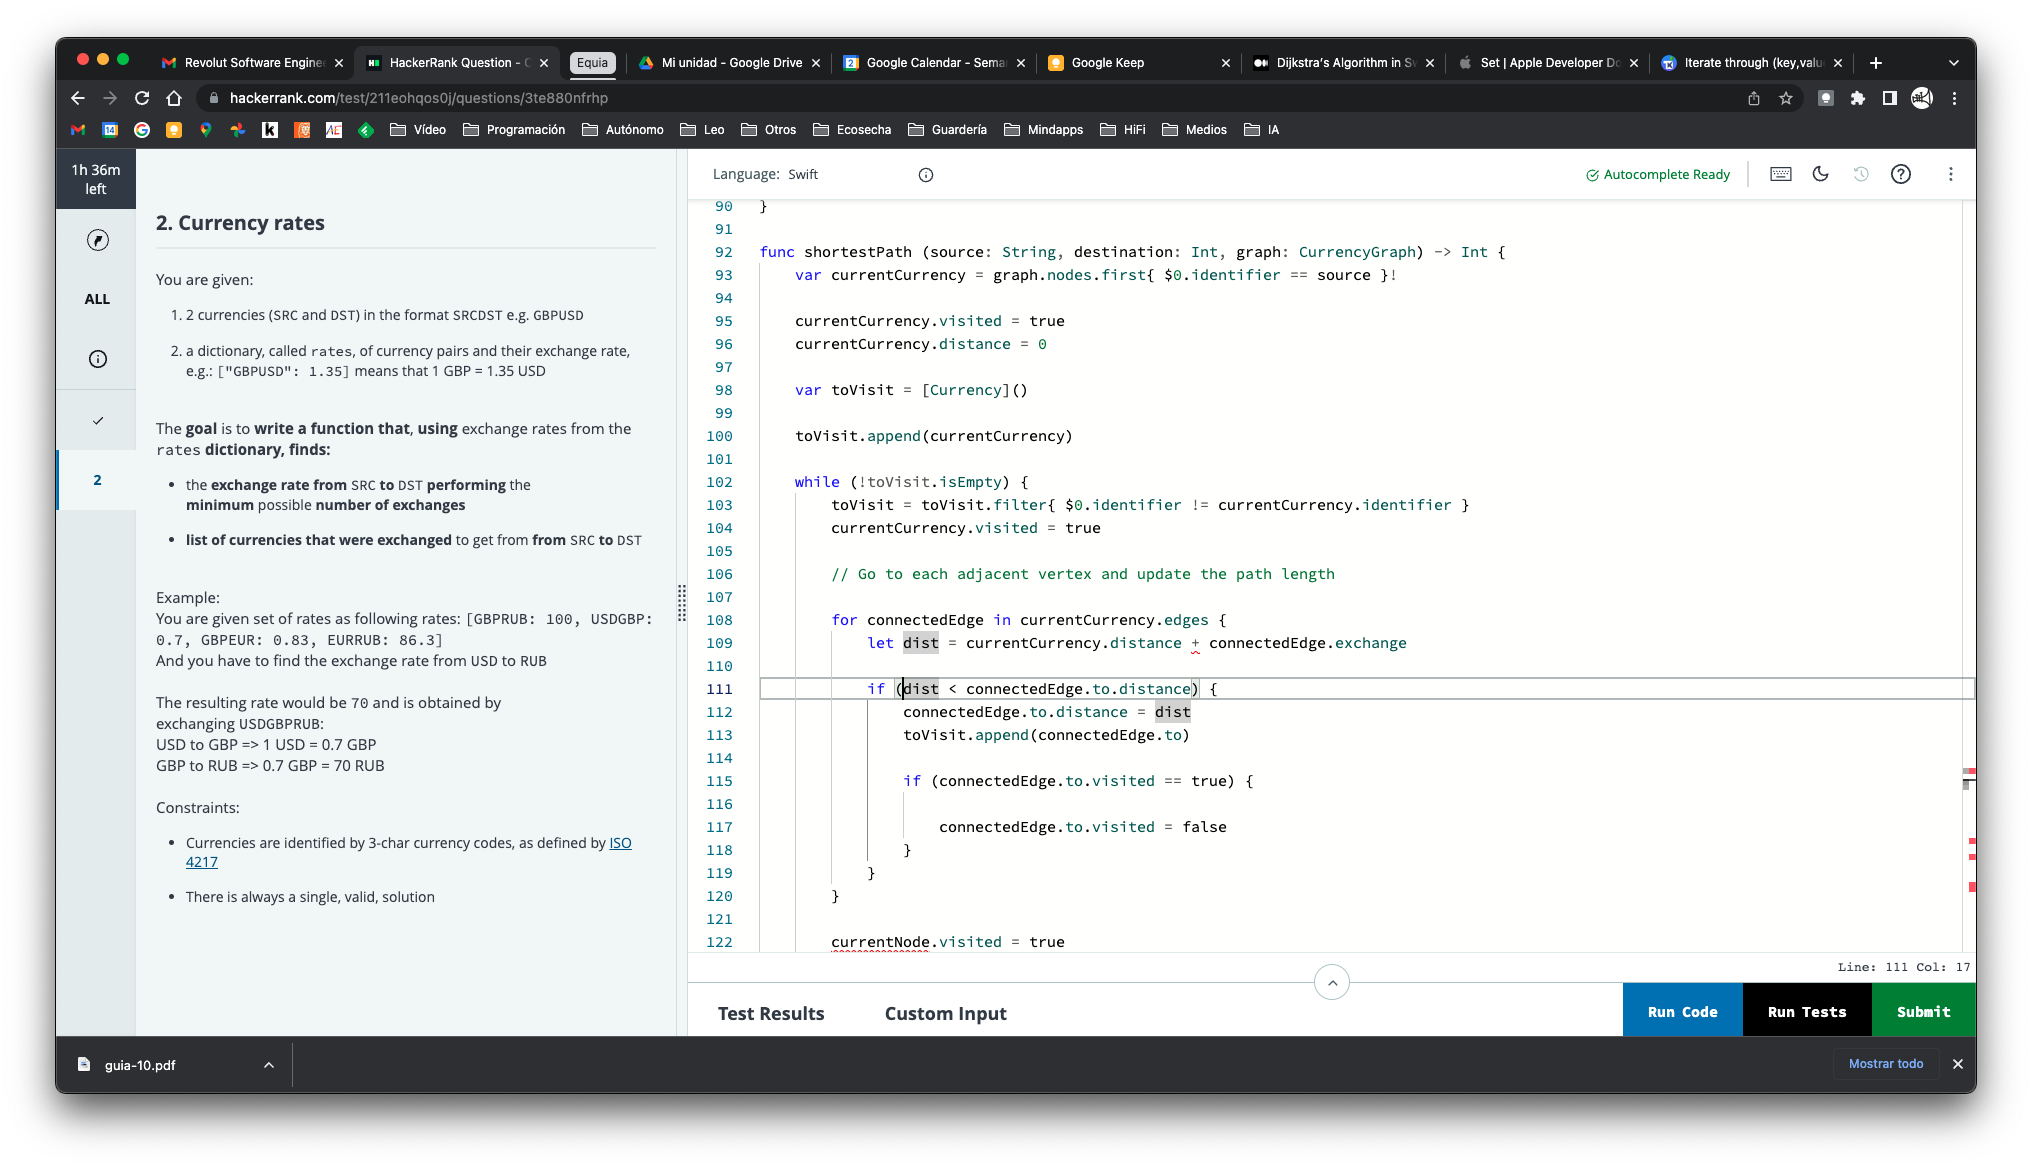 Revolut Software Enginee
HackerRank Question - C
Equia
Mi unidad - Google Drive
Google Calendar - Sema
Google Keep
Dijkstra's Algorithm in Sw
Set | Apple Developer Do
Iterate through (key,valu
hackerrank.com/test/211eohqos0j/questions/3te880nfrhp
Vídeo
Programación
Autónomo
Leo
Otros
Ecosecha
Guardería
Mindapps
HiFi
Medios
IA
1h 36m
left
ALL
2
2. Currency rates
You are given:
1. 2 currencies (SRC and DST) in the format SRCDST e.g. GBPUSD
2. a dictionary, called rates, of currency pairs and their exchange rate,
e.g.: ["GBPUSD": 1.35] means that 1 GBP = 1.35 USD
The goal is to write a function that, using exchange rates from the
rates dictionary, finds:
• the exchange rate from SRC to DST performing the
minimum possible number of exchanges
• list of currencies that were exchanged to get from from SRC to DST
Example:
You are given set of rates as following rates: [GBPRUB: 100, USDGBP:
0.7, GBPEUR: 0.83, EURRUB: 86.3]
And you have to find the exchange rate from USD to RUB
The resulting rate would be 70 and is obtained by
exchanging USDGBPRUB:
USD to GBP => 1 USD = 0.7 GBP
GBP to RUB => 0.7 GBP = 70 RUB
Constraints:
• Currencies are identified by 3-char currency codes, as defined by ISO
4217
• There is always a single, valid, solution
Language: Swift
Autocomplete Ready
90 }
91
92 func shortestPath (source: String, destination: Int, graph: CurrencyGraph) -> Int {
93 var currentCurrency = graph.nodes.first{ $0.identifier == source }!
94
95 currentCurrency.visited = true
96 currentCurrency.distance = 0
97
98 var toVisit = [Currency]()
99
100 toVisit.append(currentCurrency)
101
102 while (!toVisit.isEmpty) {
103 toVisit = toVisit.filter{ $0.identifier != currentCurrency.identifier }
104 currentCurrency.visited = true
105
106 // Go to each adjacent vertex and update the path length
107
108 for connectedEdge in currentCurrency.edges {
109 let dist = currentCurrency.distance + connectedEdge.exchange
110
111 if (dist < connectedEdge.to.distance) {
112 connectedEdge.to.distance = dist
113 toVisit.append(connectedEdge.to)
114
115 if (connectedEdge.to.visited == true) {
116
117 connectedEdge.to.visited = false
118 }
119 }
120 }
121
122 currentNode.visited = true
Line: 111 Col: 17
Test Results
Custom Input
Run Code
Run Tests
Submit
guia-10.pdf
Mostrar todo